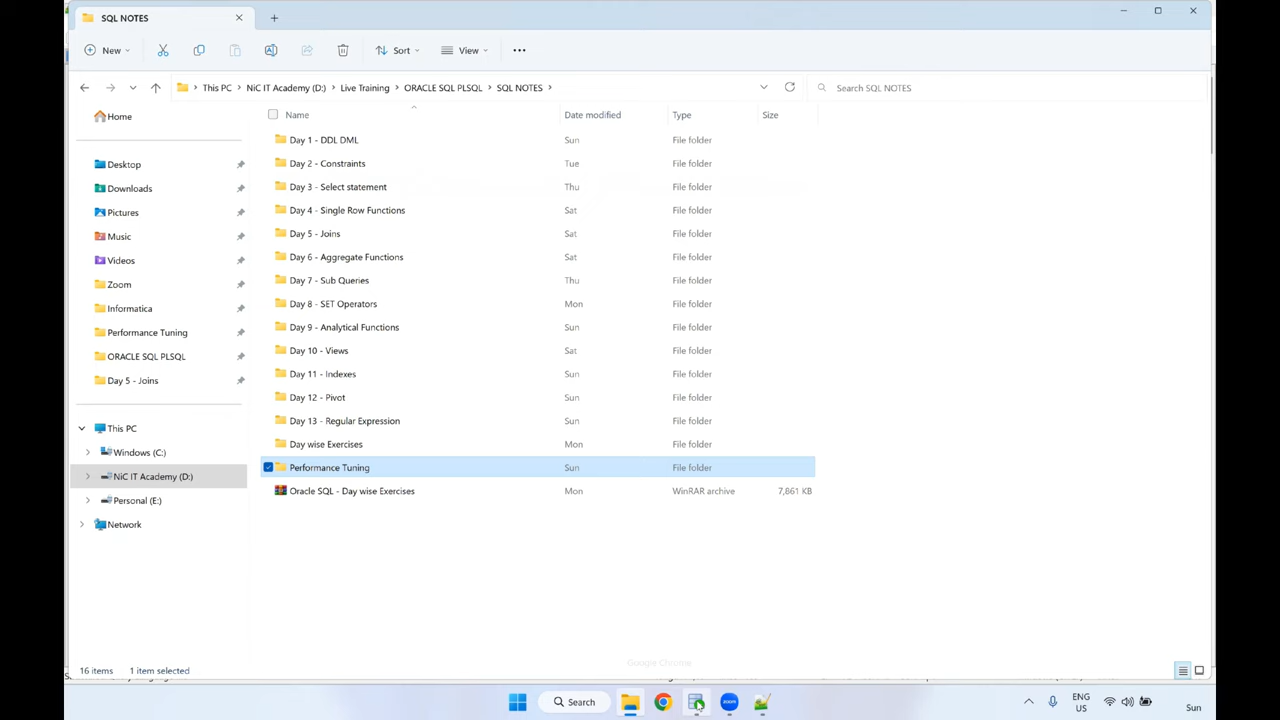 SQL NOTES
New
Sort
View
This PC
NiC IT Academy (D:)
Live Training
ORACLE SQL PLSQL
SQL NOTES
Search SQL NOTES
Name
Date modified
Type
Size
Home
Desktop
Downloads
Pictures
Music
Videos
Zoom
Informatica
Performance Tuning
ORACLE SQL PLSQL
Day 5 - Joins
This PC
Windows (C:)
NiC IT Academy (D:)
Personal (E:)
Network
Day 1 - DDL DML Sun File folder
Day 2 - Constraints Tue File folder
Day 3 - Select statement Thu File folder
Day 4 - Single Row Functions Sat File folder
Day 5 - Joins Sat File folder
Day 6 - Aggregate Functions Sat File folder
Day 7 - Sub Queries Thu File folder
Day 8 - SET Operators Mon File folder
Day 9 - Analytical Functions Sun File folder
Day 10 - Views Sat File folder
Day 11 - Indexes Sun File folder
Day 12 - Pivot Sun File folder
Day 13 - Regular Expression Sun File folder
Day wise Exercises Mon File folder
Performance Tuning Sun File folder
Oracle SQL - Day wise Exercises Mon WinRAR archive 7,861 KB
Google Chrome
16 items 1 item selected
Search
zoom
ENG
US
Sun